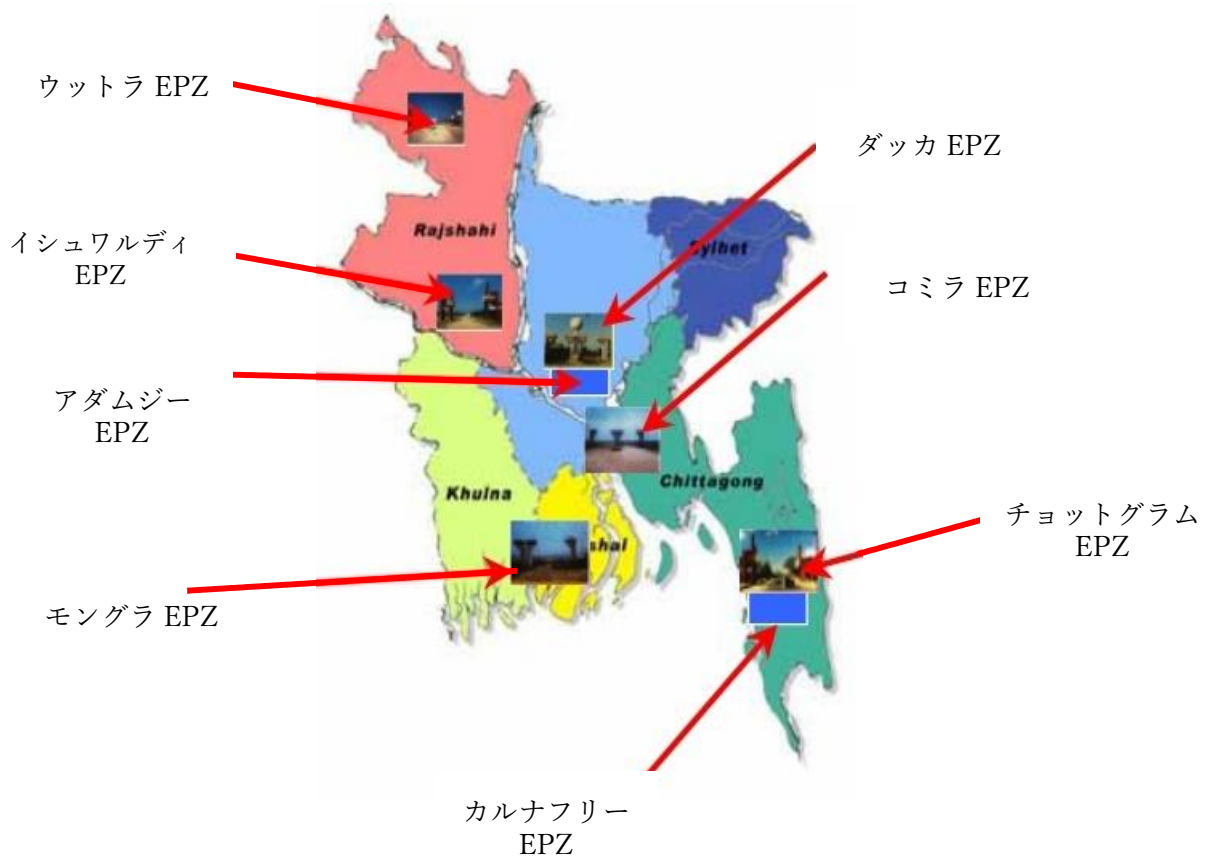 ウットラ EPZ
ダッカ EPZ
Rajshahi
イシュワルディ
EPZ
Sylhet
コミラ EPZ
アダムジー
EPZ
Khulna
Chittagong
shal
チョットグラム
EPZ
モングラ EPZ
カルナフリー
EPZ